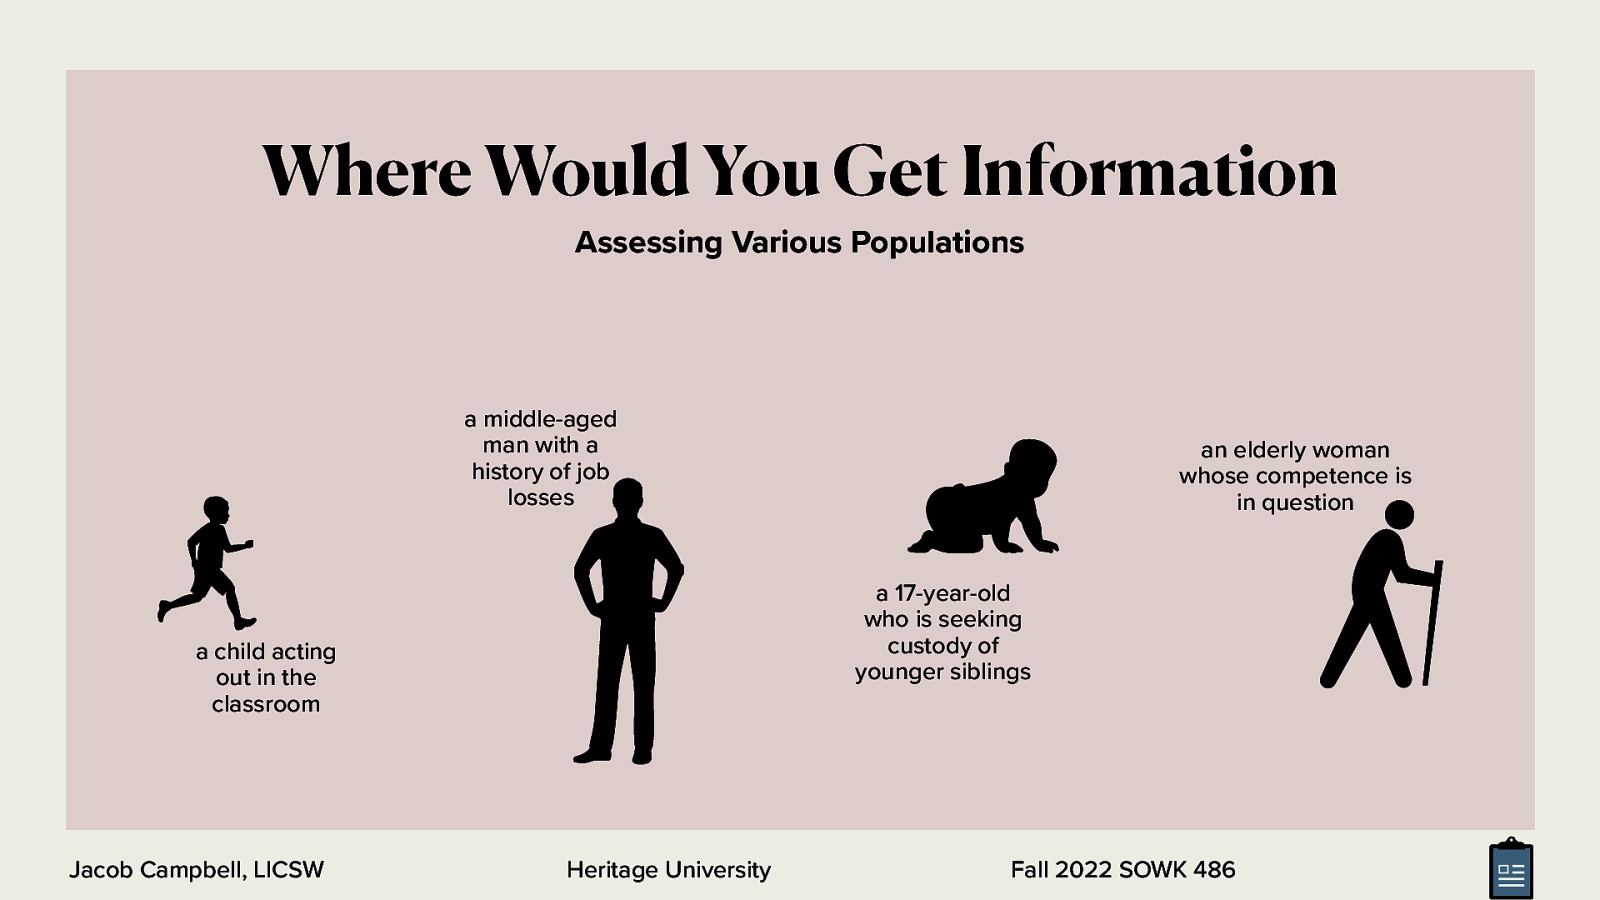 Where Would You Get Information
Assessing Various Populations
a child acting
out in the
classroom
a middle-aged
man with a
history of job
losses
a 17-year-old
who is seeking
custody of
younger siblings
an elderly woman
whose competence is
in question
Jacob Campbell, LICSW
Heritage University
Fall 2022 SOWK 486